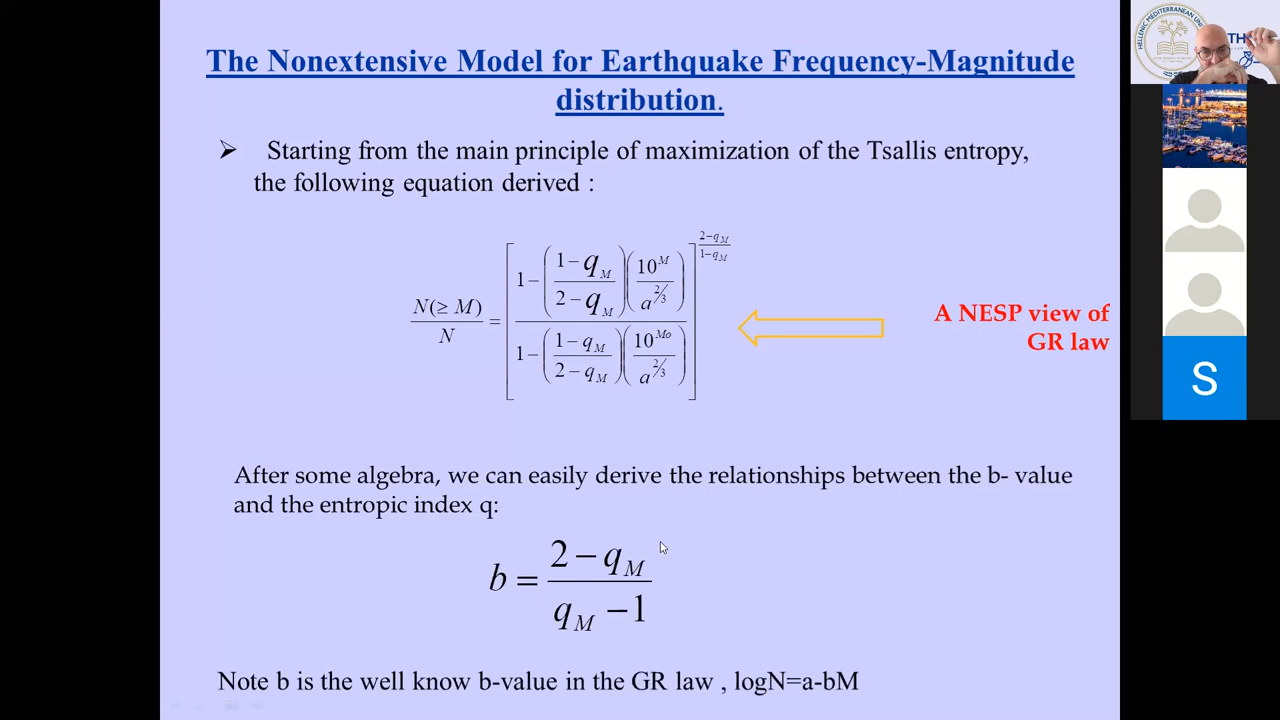 The Nonextensive Model for Earthquake Frequency-Magnitude
distribution.
➢ Starting from the main principle of maximization of the Tsallis entropy,
the following equation derived :
N(≥ M)/N = [(1−((1−q_M)/(2−q_M))(10^M/a^(2/3)))/(1−((1−q_M)/(2−q_M))(10^Mo/a^(2/3)))]^((2−q_M)/(1−q_M))
A NESP view of
GR law
After some algebra, we can easily derive the relationships between the b- value
and the entropic index q:
b = (2−q_M)/(q_M−1)
Note b is the well know b-value in the GR law , logN=a-bM
HELLENIC MEDITERRANEAN UNI
TH
S